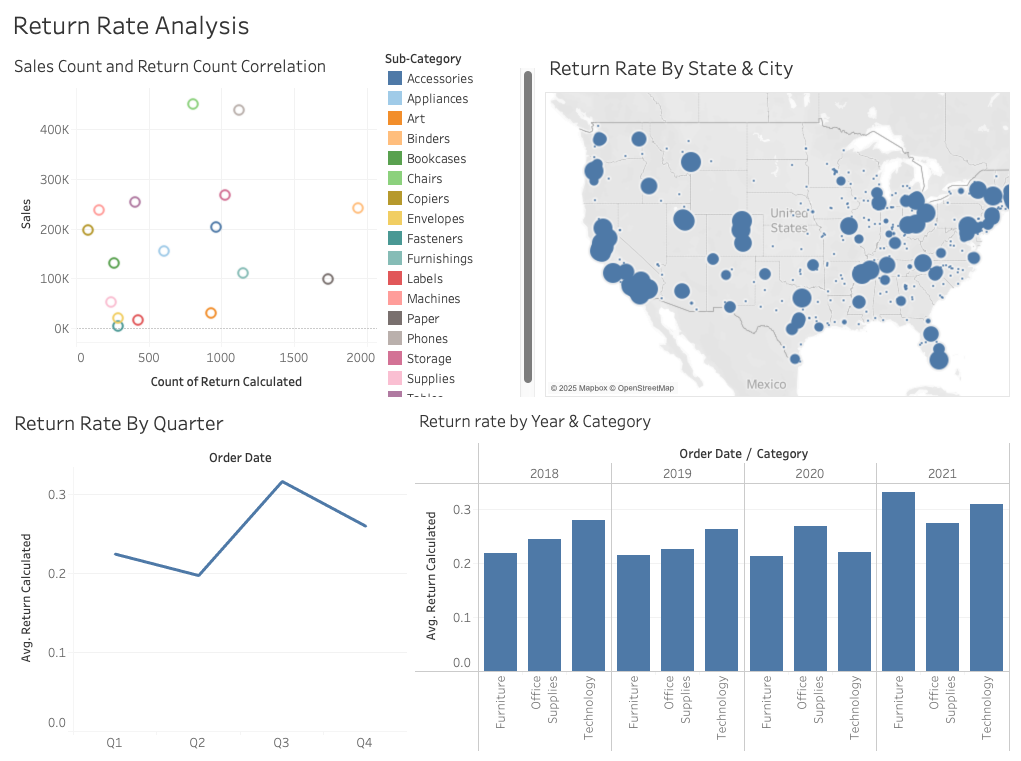 Return Rate Analysis
Sales Count and Return Count Correlation
Sales
400K
300K
200K
100K
0K
0
500
1000
1500
2000
Count of Return Calculated
Sub-Category
Accessories
Appliances
Art
Binders
Bookcases
Chairs
Copiers
Envelopes
Fasteners
Furnishings
Labels
Machines
Paper
Phones
Storage
Supplies
Tables
Return Rate By State & City
United
States
Mexico
© 2025 Mapbox © OpenStreetMap
Return Rate By Quarter
Order Date
Avg. Return Calculated
0.3
0.2
0.1
0.0
Q1
Q2
Q3
Q4
Return rate by Year & Category
Order Date / Category
2018
2019
2020
2021
Avg. Return Calculated
0.3
0.2
0.1
0.0
Furniture
Office
Supplies
Technology
Furniture
Office
Supplies
Technology
Furniture
Office
Supplies
Technology
Furniture
Office
Supplies
Technology